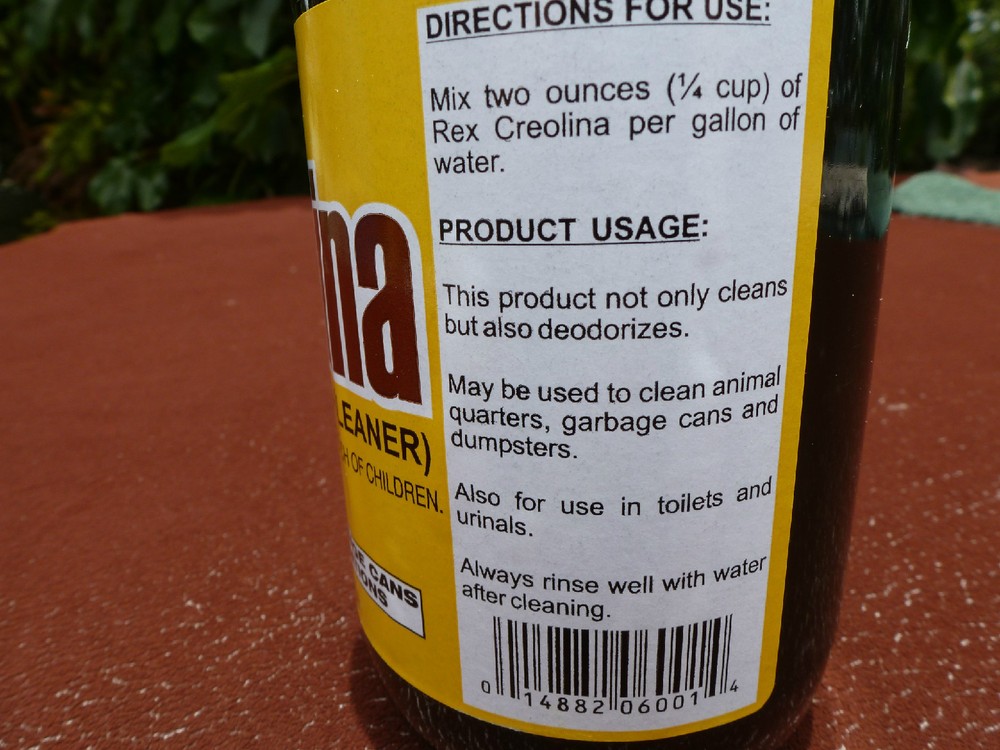 DIRECTIONS FOR USE:
Mix two ounces (¼ cup) of
Rex Creolina per gallon of
water.
PRODUCT USAGE:
This product not only cleans
but also deodorizes.
May be used to clean animal
quarters, garbage cans and
dumpsters.
Also for use in toilets and
urinals.
Always rinse well with water
after cleaning.
0 14882 06001 4
ina
LEANER)
H OF CHILDREN.
GE CANS
IONS